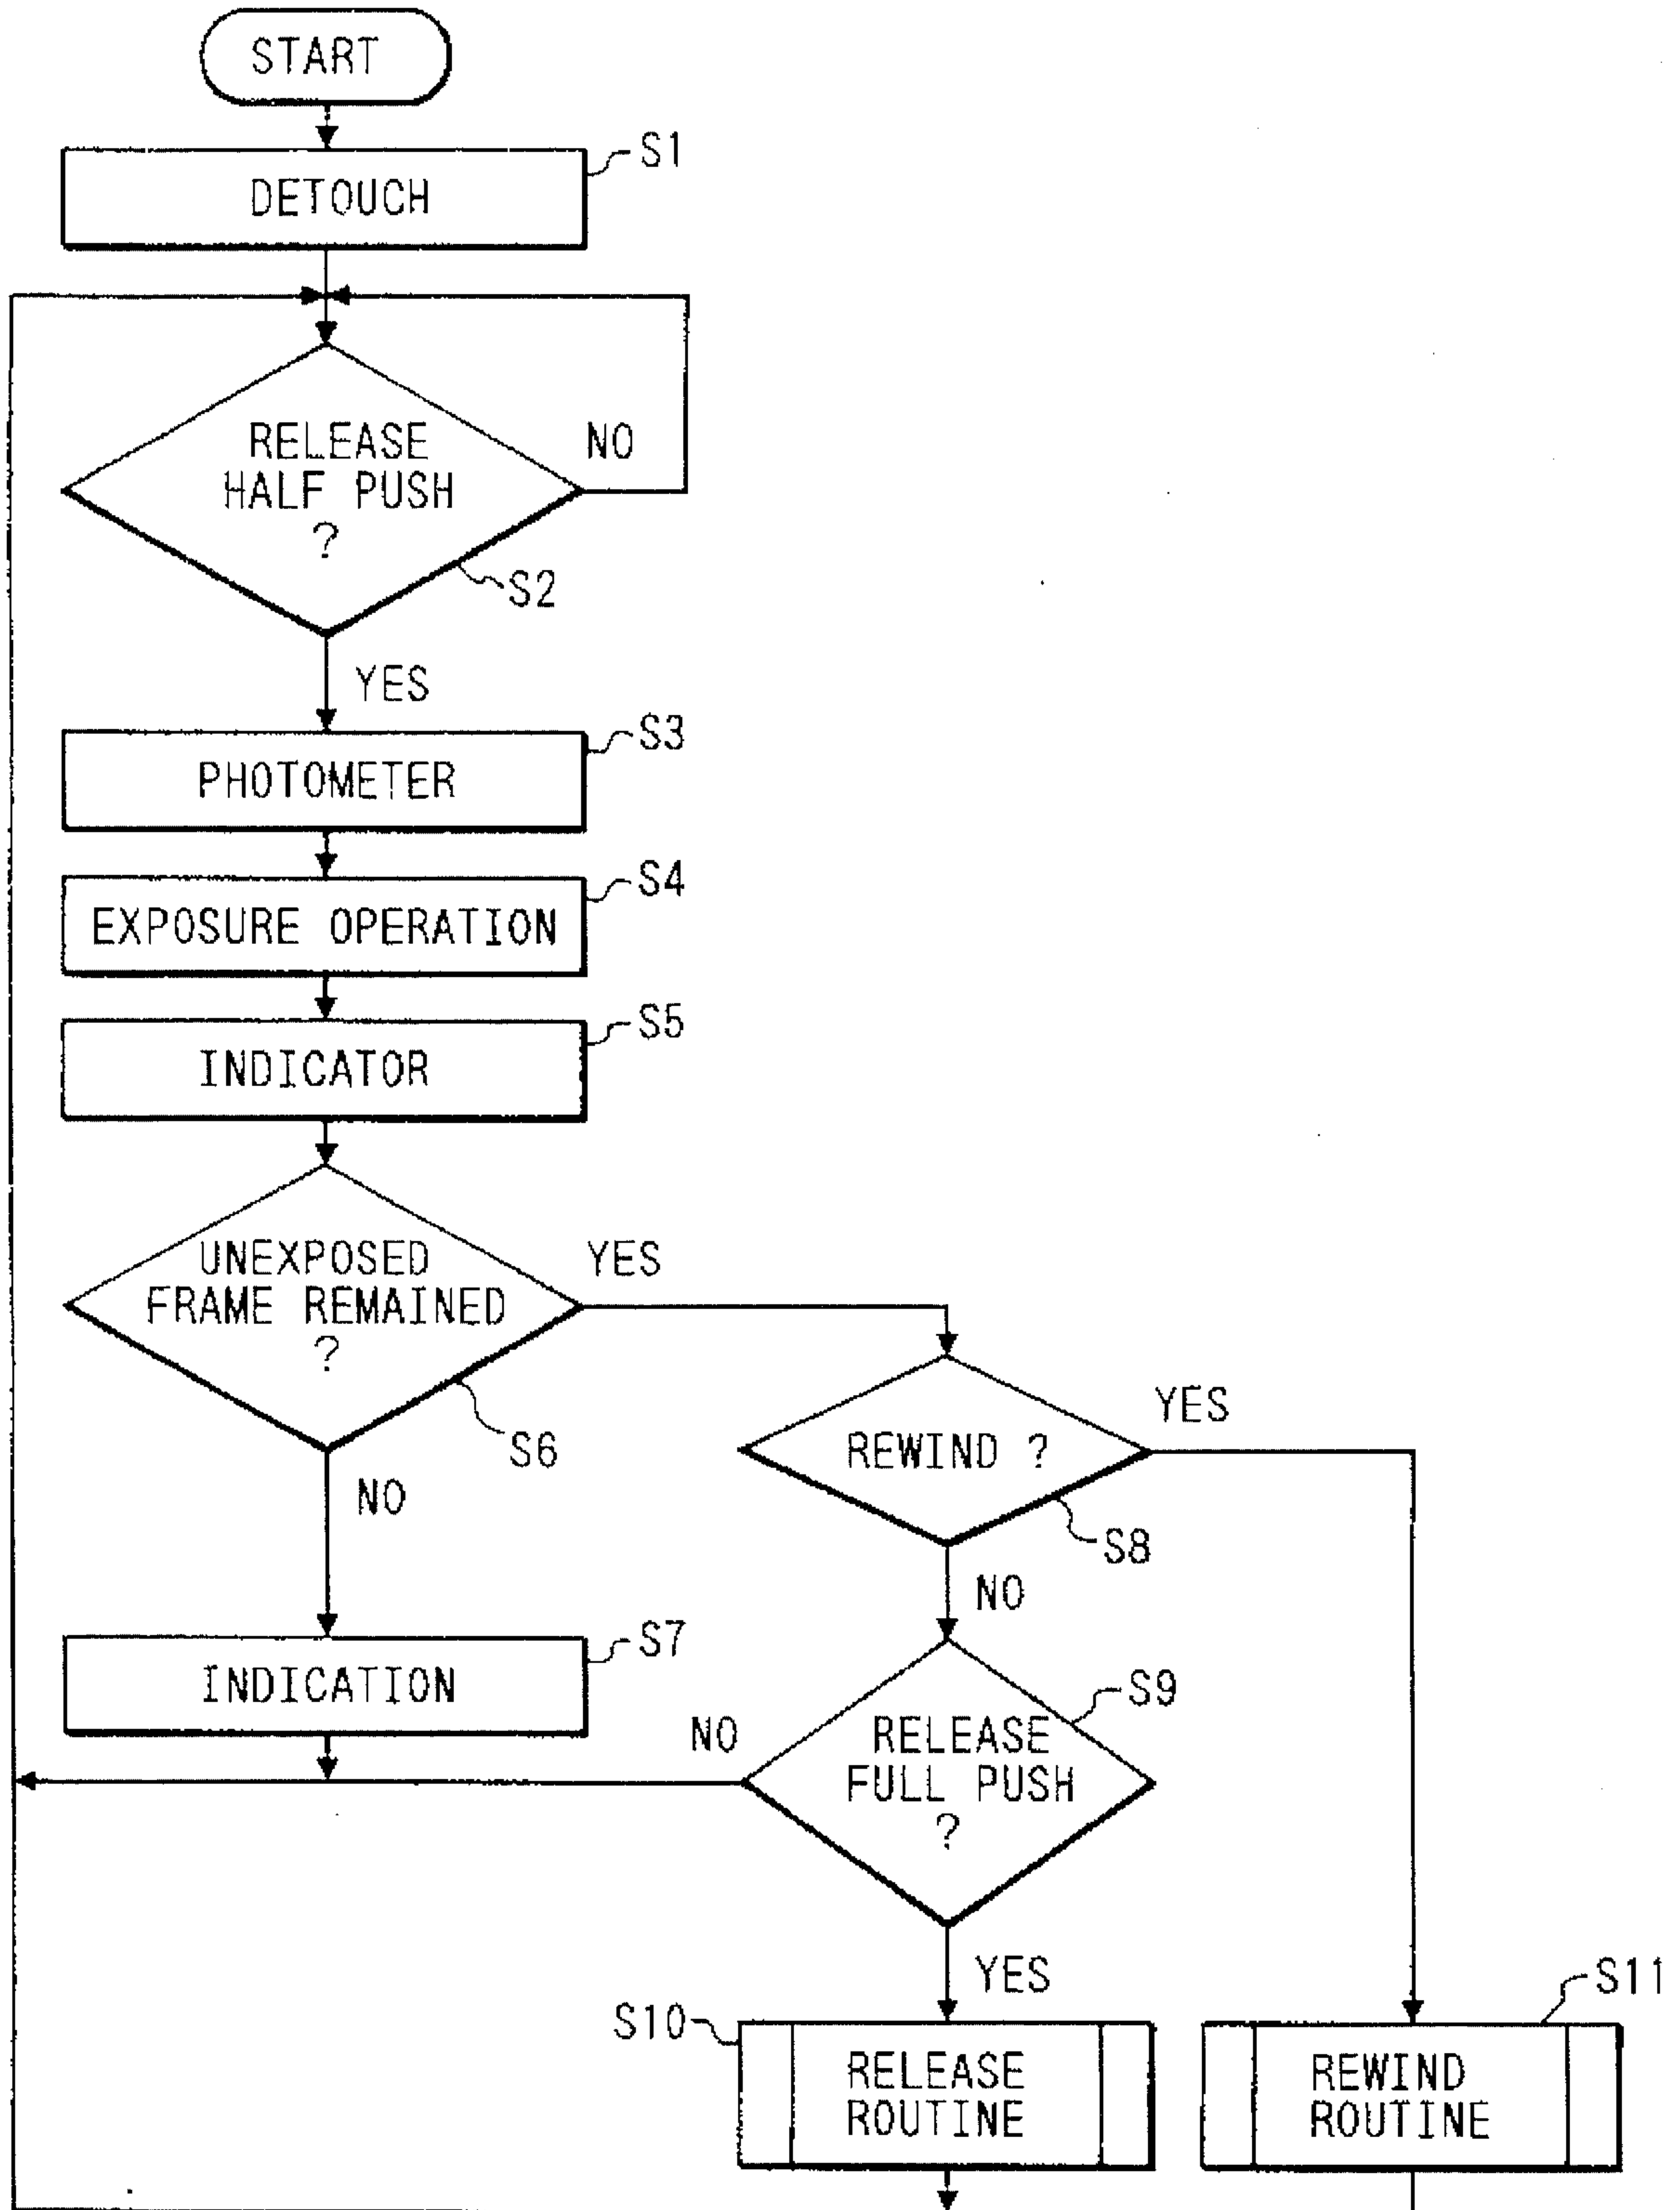 START
S1
DETOUCH
RELEASE
HALF PUSH
?
NO
S2
YES
S3
PHOTOMETER
S4
EXPOSURE OPERATION
S5
INDICATOR
UNEXPOSED
FRAME REMAINED
?
YES
S6
NO
REWIND ?
YES
S8
NO
S7
INDICATION
S9
NO
RELEASE
FULL PUSH
?
YES
S10
RELEASE
ROUTINE
S11
REWIND
ROUTINE